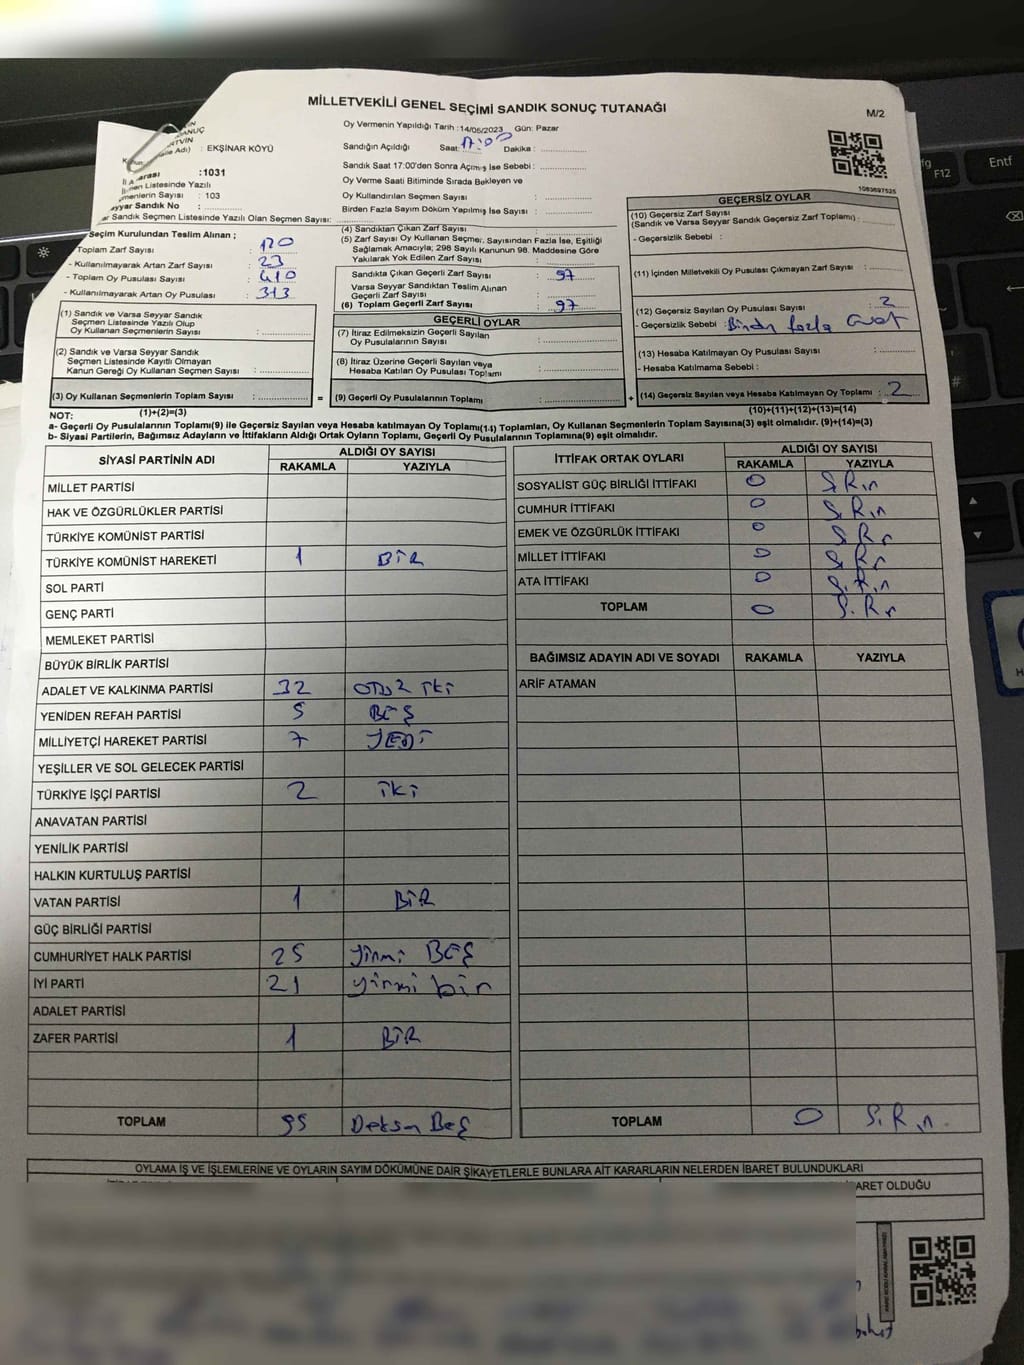 MİLLETVEKİLİ GENEL SEÇİMİ SANDIK SONUÇ TUTANAĞI
M/2
Oy Vermenin Yapıldığı Tarih :14/05/2023 Gün: Pazar
Sandığın Açıldığı Saat: 17:00 Dakika :
Adı) : EKŞİNAR KÖYÜ
Sandık Saat 17:00'den Sonra Açılmış İse Sebebi :
:1031
Oy Verme Saati Bitiminde Sırada Bekleyen ve
Listesinde Yazılı
Oy Kullandırılan Seçmen Sayısı :
Sayısı : 103
Birden Fazla Sayım Döküm Yapılmış İse Sayısı :
Sandık No :
Sandık Seçmen Listesinde Yazılı Olan Seçmen Sayısı:
1083697525
Seçim Kurulundan Teslim Alınan ;
- Toplam Zarf Sayısı : 120
- Kullanılmayarak Artan Zarf Sayısı : 23
- Toplam Oy Pusulası Sayısı : 410
- Kullanılmayarak Artan Oy Pusulası : 313
(1) Sandık ve Varsa Seyyar Sandık
Seçmen Listesinde Yazılı Olup
Oy Kullanan Seçmenlerin Sayısı :
(2) Sandık ve Varsa Seyyar Sandık
Seçmen Listesinde Kayıtlı Olmayan
Kanun Gereği Oy Kullanan Seçmen Sayısı :
(3) Oy Kullanan Seçmenlerin Toplam Sayısı : =
(4) Sandıktan Çıkan Zarf Sayısı :
(5) Zarf Sayısı Oy Kullanan Seçmen Sayısından Fazla İse, Eşitliği
Sağlamak Amacıyla; 298 Sayılı Kanunun 98. Maddesine Göre
Yakılarak Yok Edilen Zarf Sayısı :
Sandıkta Çıkan Geçerli Zarf Sayısı : 97
Varsa Seyyar Sandıktan Teslim Alınan
Geçerli Zarf Sayısı :
(6) Toplam Geçerli Zarf Sayısı : 97
GEÇERLİ OYLAR
(7) İtiraz Edilmeksizin Geçerli Sayılan
Oy Pusulalarının Sayısı :
(8) İtiraz Üzerine Geçerli Sayılan veya
Hesaba Katılan Oy Pusulası Toplamı :
(9) Geçerli Oy Pusulalarının Toplamı : +
GEÇERSİZ OYLAR
(10) Geçersiz Zarf Sayısı
(Sandık ve Varsa Seyyar Sandık Geçersiz Zarf Toplamı) :
- Geçersizlik Sebebi :
(11) İçinden Milletvekili Oy Pusulası Çıkmayan Zarf Sayısı :
(12) Geçersiz Sayılan Oy Pusulası Sayısı : 2
- Geçersizlik Sebebi : Birden fazla evet
(13) Hesaba Katılmayan Oy Pusulası Sayısı :
- Hesaba Katılmama Sebebi :
(14) Geçersiz Sayılan veya Hesaba Katılmayan Oy Toplamı : 2
NOT: (1)+(2)=(3) (10)+(11)+(12)+(13)=(14)
a- Geçerli Oy Pusulalarının Toplamı(9) ile Geçersiz Sayılan veya Hesaba katılmayan Oy Toplamı(14) Toplamları, Oy Kullanan Seçmenlerin Toplam Sayısına(3) eşit olmalıdır. (9)+(14)=(3)
b- Siyasi Partilerin, Bağımsız Adayların ve İttifakların Aldığı Ortak Oyların Toplamı, Geçerli Oy Pusulalarının Toplamına(9) eşit olmalıdır.
SİYASİ PARTİNİN ADI ALDIĞI OY SAYISI
RAKAMLA YAZIYLA
MİLLET PARTİSİ
HAK VE ÖZGÜRLÜKLER PARTİSİ
TÜRKİYE KOMÜNİST PARTİSİ
TÜRKİYE KOMÜNİST HAREKETİ 1 BİR
SOL PARTİ
GENÇ PARTİ
MEMLEKET PARTİSİ
BÜYÜK BİRLİK PARTİSİ
ADALET VE KALKINMA PARTİSİ 32 OTUZ iki
YENİDEN REFAH PARTİSİ 5 BEŞ
MİLLİYETÇİ HAREKET PARTİSİ 7 YEDİ
YEŞİLLER VE SOL GELECEK PARTİSİ
TÜRKİYE İŞÇİ PARTİSİ 2 iki
ANAVATAN PARTİSİ
YENİLİK PARTİSİ
HALKIN KURTULUŞ PARTİSİ
VATAN PARTİSİ 1 BİR
GÜÇ BİRLİĞİ PARTİSİ
CUMHURİYET HALK PARTİSİ 25 Yirmi BEŞ
İYİ PARTİ 21 yirmi bir
ADALET PARTİSİ
ZAFER PARTİSİ 1 BİR
TOPLAM 95 Doksan Beş
İTTİFAK ORTAK OYLARI ALDIĞI OY SAYISI
RAKAMLA YAZIYLA
SOSYALİST GÜÇ BİRLİĞİ İTTİFAKI 0 Sıfır
CUMHUR İTTİFAKI 0 Sıfır
EMEK VE ÖZGÜRLÜK İTTİFAKI 0 Sıfır
MİLLET İTTİFAKI 0 Sıfır
ATA İTTİFAKI 0 Sıfır
TOPLAM 0 Sıfır
BAĞIMSIZ ADAYIN ADI VE SOYADI RAKAMLA YAZIYLA
ARİF ATAMAN
TOPLAM 0 Sıfır
OYLAMA İŞ VE İŞLEMLERİNE VE OYLARIN SAYIM DÖKÜMÜNE DAİR ŞİKAYETLERLE BUNLARA AİT KARARLARIN NELERDEN İBARET BULUNDUKLARI
ARET OLDUĞU
fg
F12
Entf
#